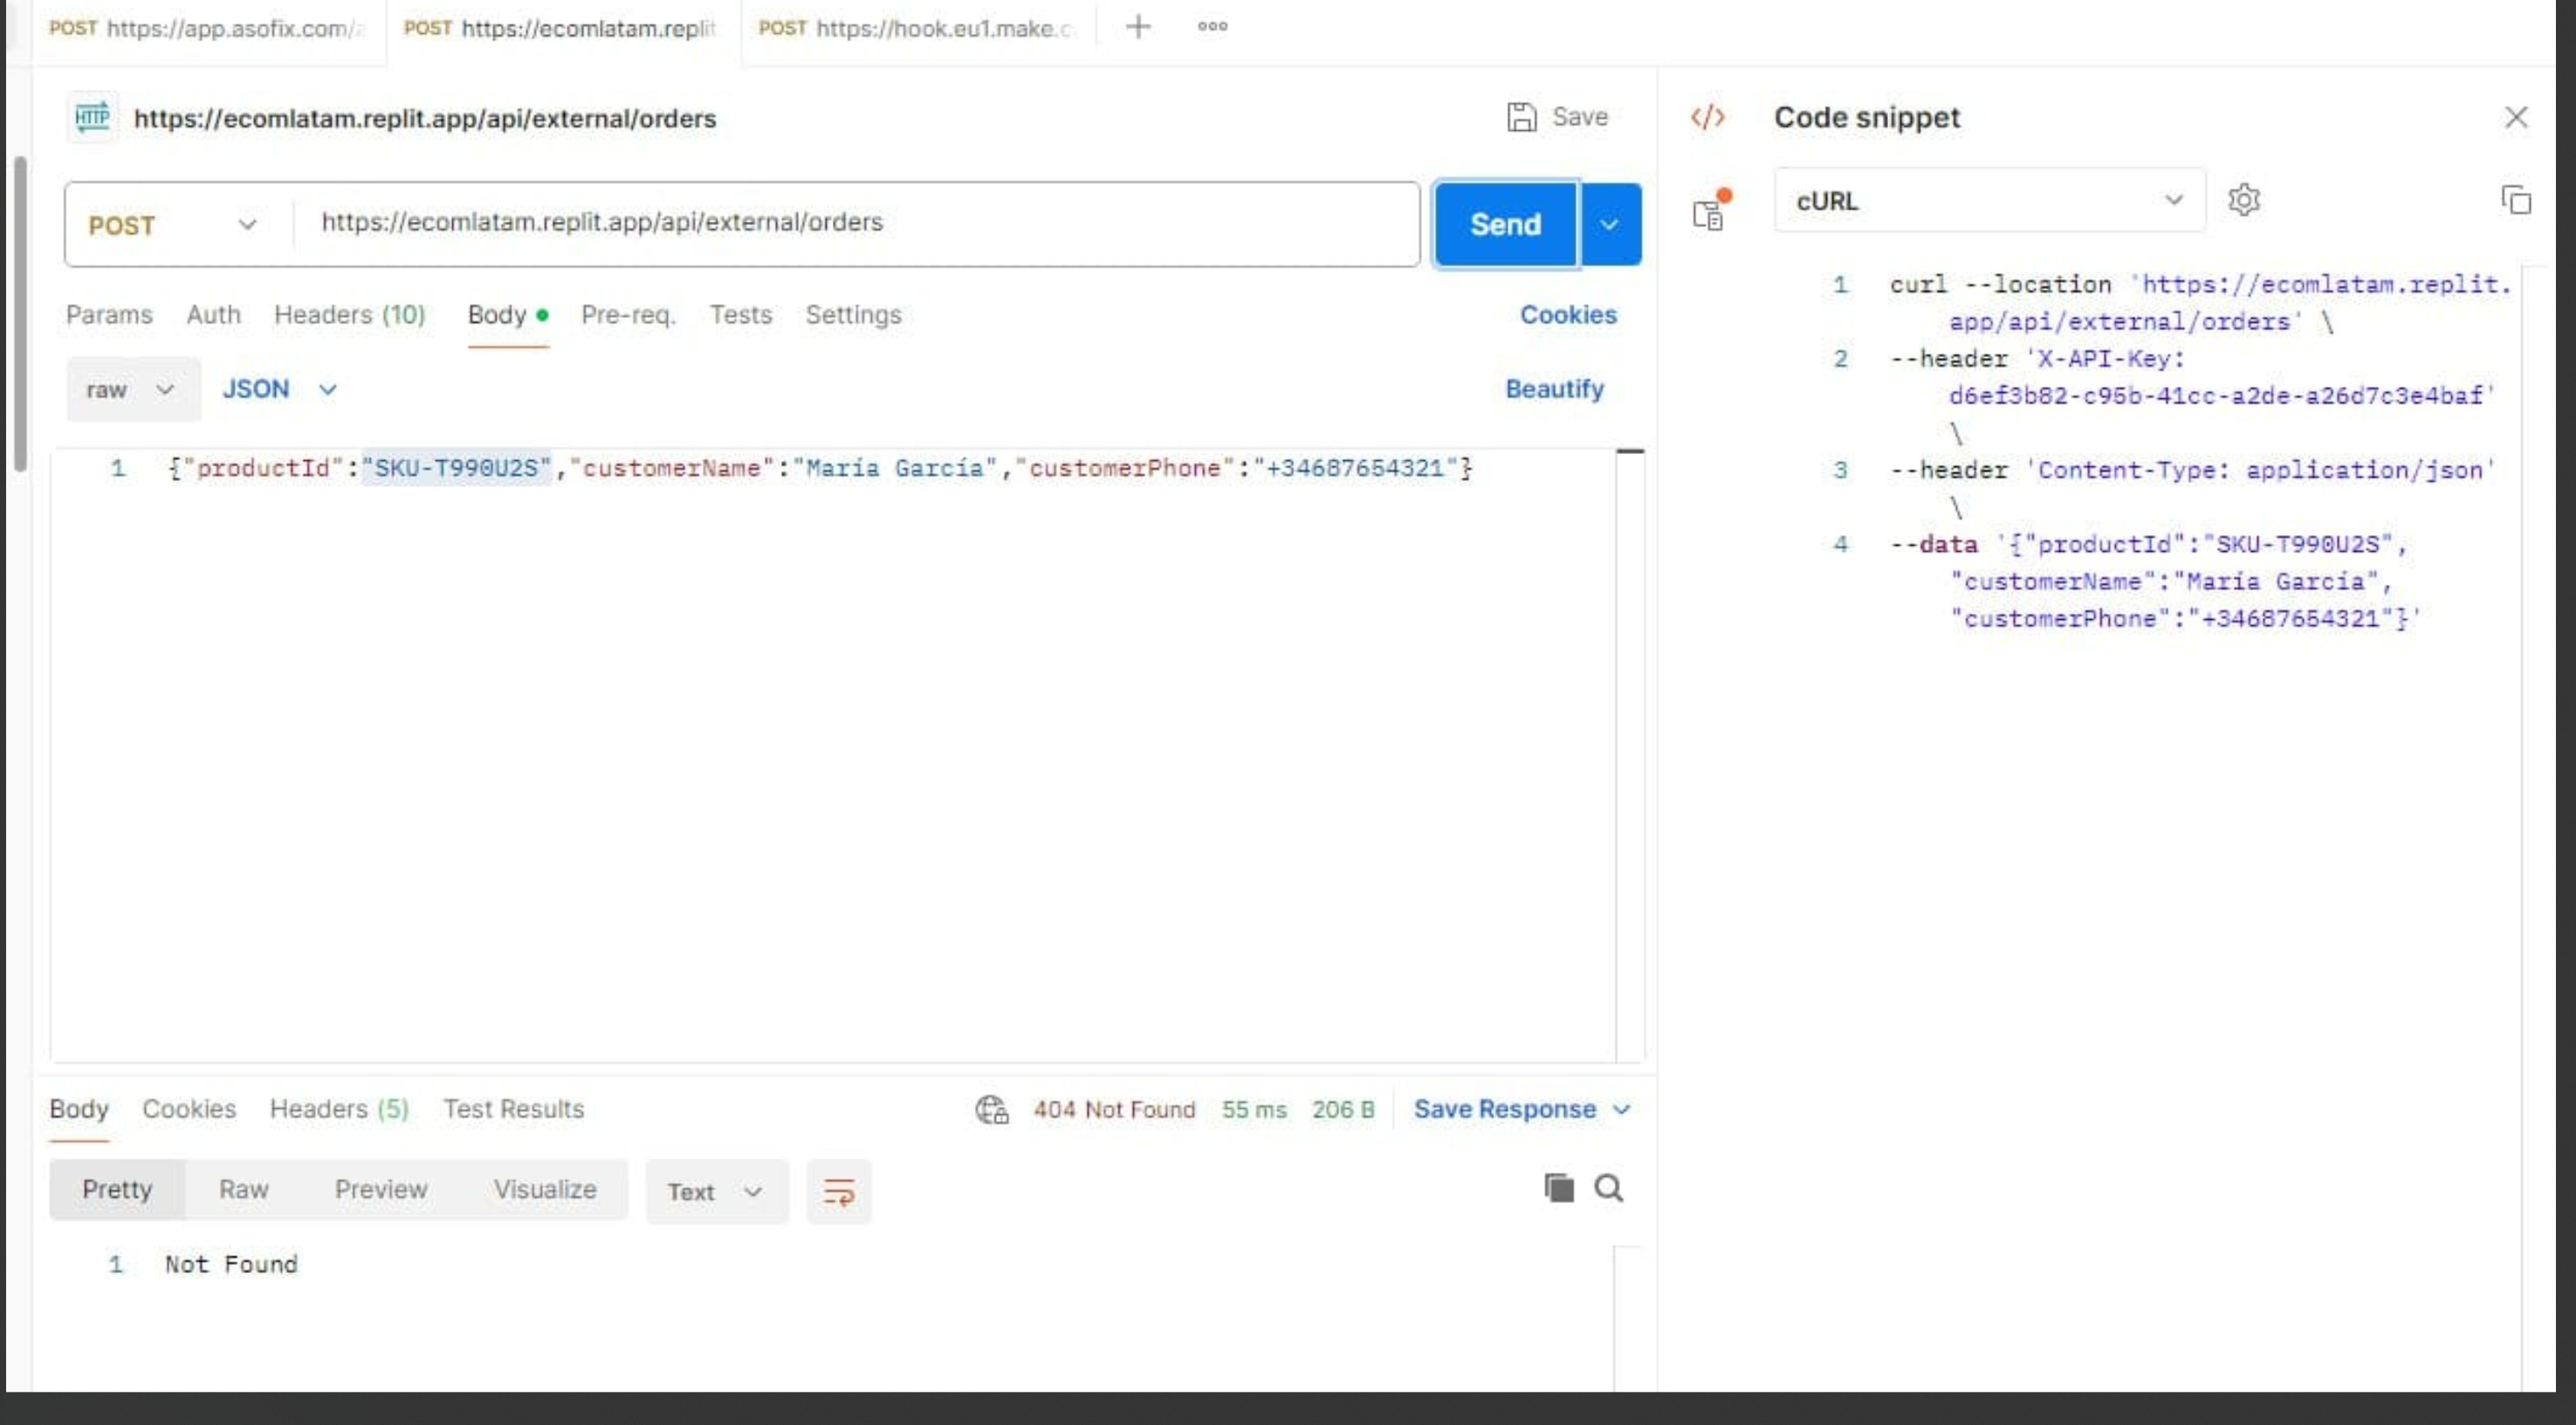 POST https://app.asofix.com/a
POST https://ecomlatam.replit
POST https://hook.eu1.make.c
HTTP https://ecomlatam.replit.app/api/external/orders
Save
POST
https://ecomlatam.replit.app/api/external/orders
Send
Params Auth Headers (10) Body Pre-req. Tests Settings
Cookies
raw JSON
Beautify
1 {"productId":"SKU-T990U2S","customerName":"María García","customerPhone":"+34687654321"}
Body Cookies Headers (5) Test Results
404 Not Found 55 ms 206 B Save Response
Pretty Raw Preview Visualize Text
1 Not Found
</> Code snippet
cURL
1 curl --location 'https://ecomlatam.replit.
app/api/external/orders' \
2 --header 'X-API-Key:
d6ef3b82-c95b-41cc-a2de-a26d7c3e4baf'
\
3 --header 'Content-Type: application/json'
\
4 --data '{"productId":"SKU-T990U2S",
"customerName":"María García",
"customerPhone":"+34687654321"}'